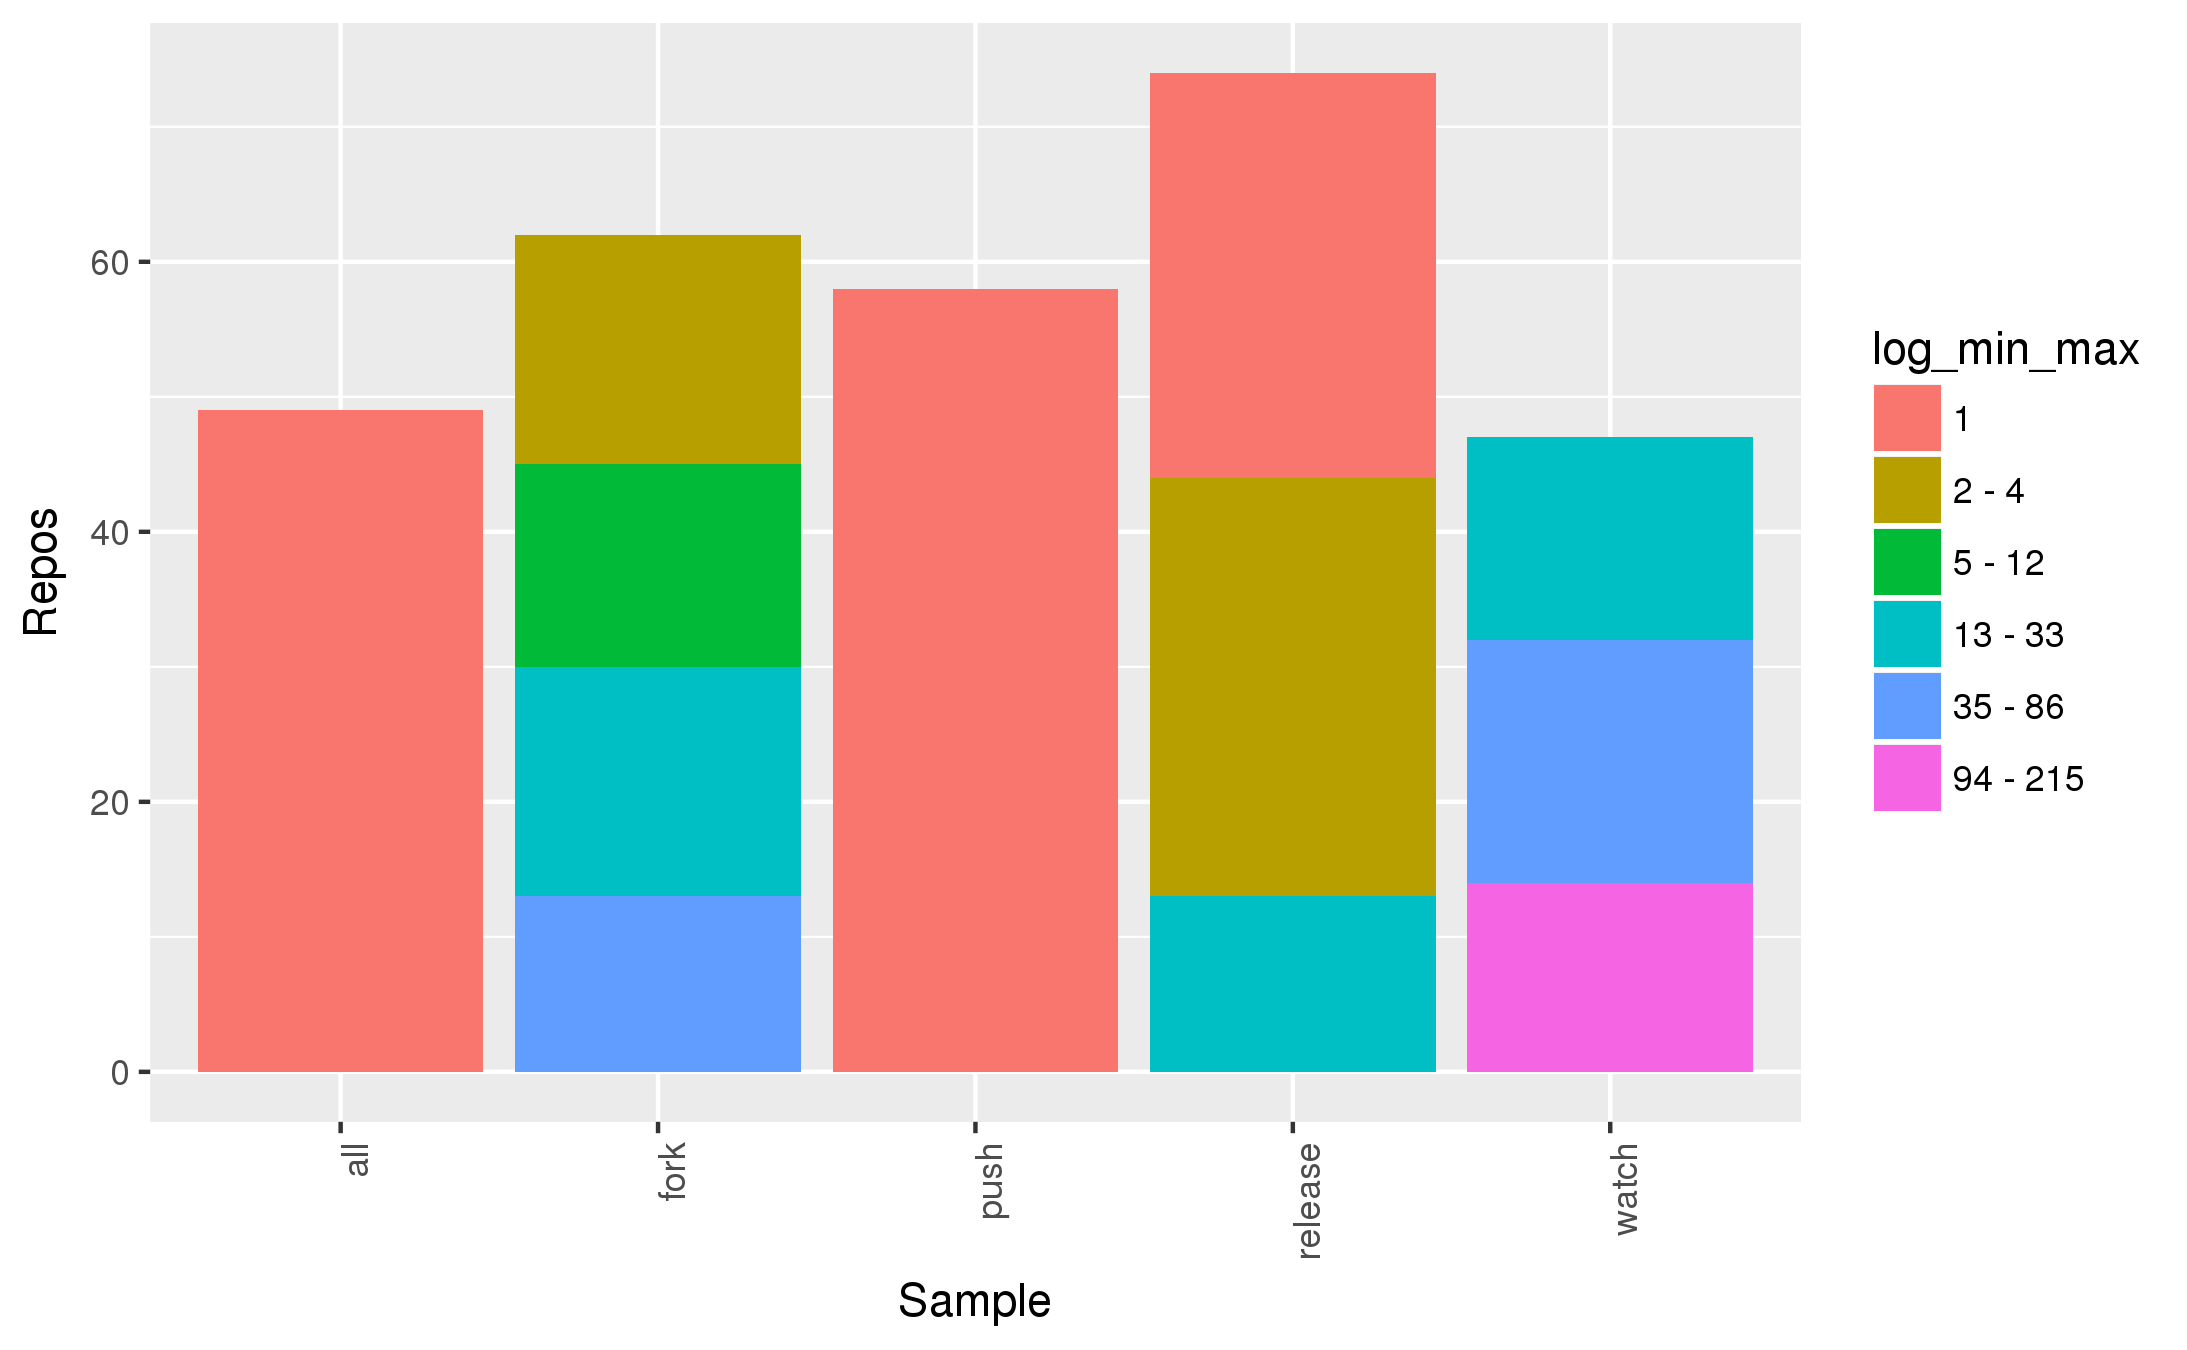 Repos
60
40
20
0
all
fork
push
release
watch
Sample
log_min_max
1
2 - 4
5 - 12
13 - 33
35 - 86
94 - 215